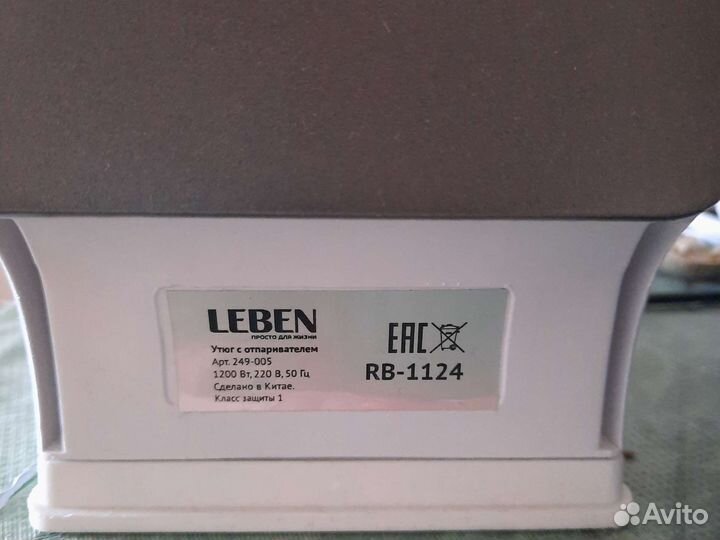 LEBEN
ПРОСТО ДЛЯ ЖИЗНИ
Утюг с отпаривателем
Арт. 249-005
1200 Вт, 220 В, 50 Гц
Сделано в Китае.
Класс защиты 1
EAC
RB-1124
Avito